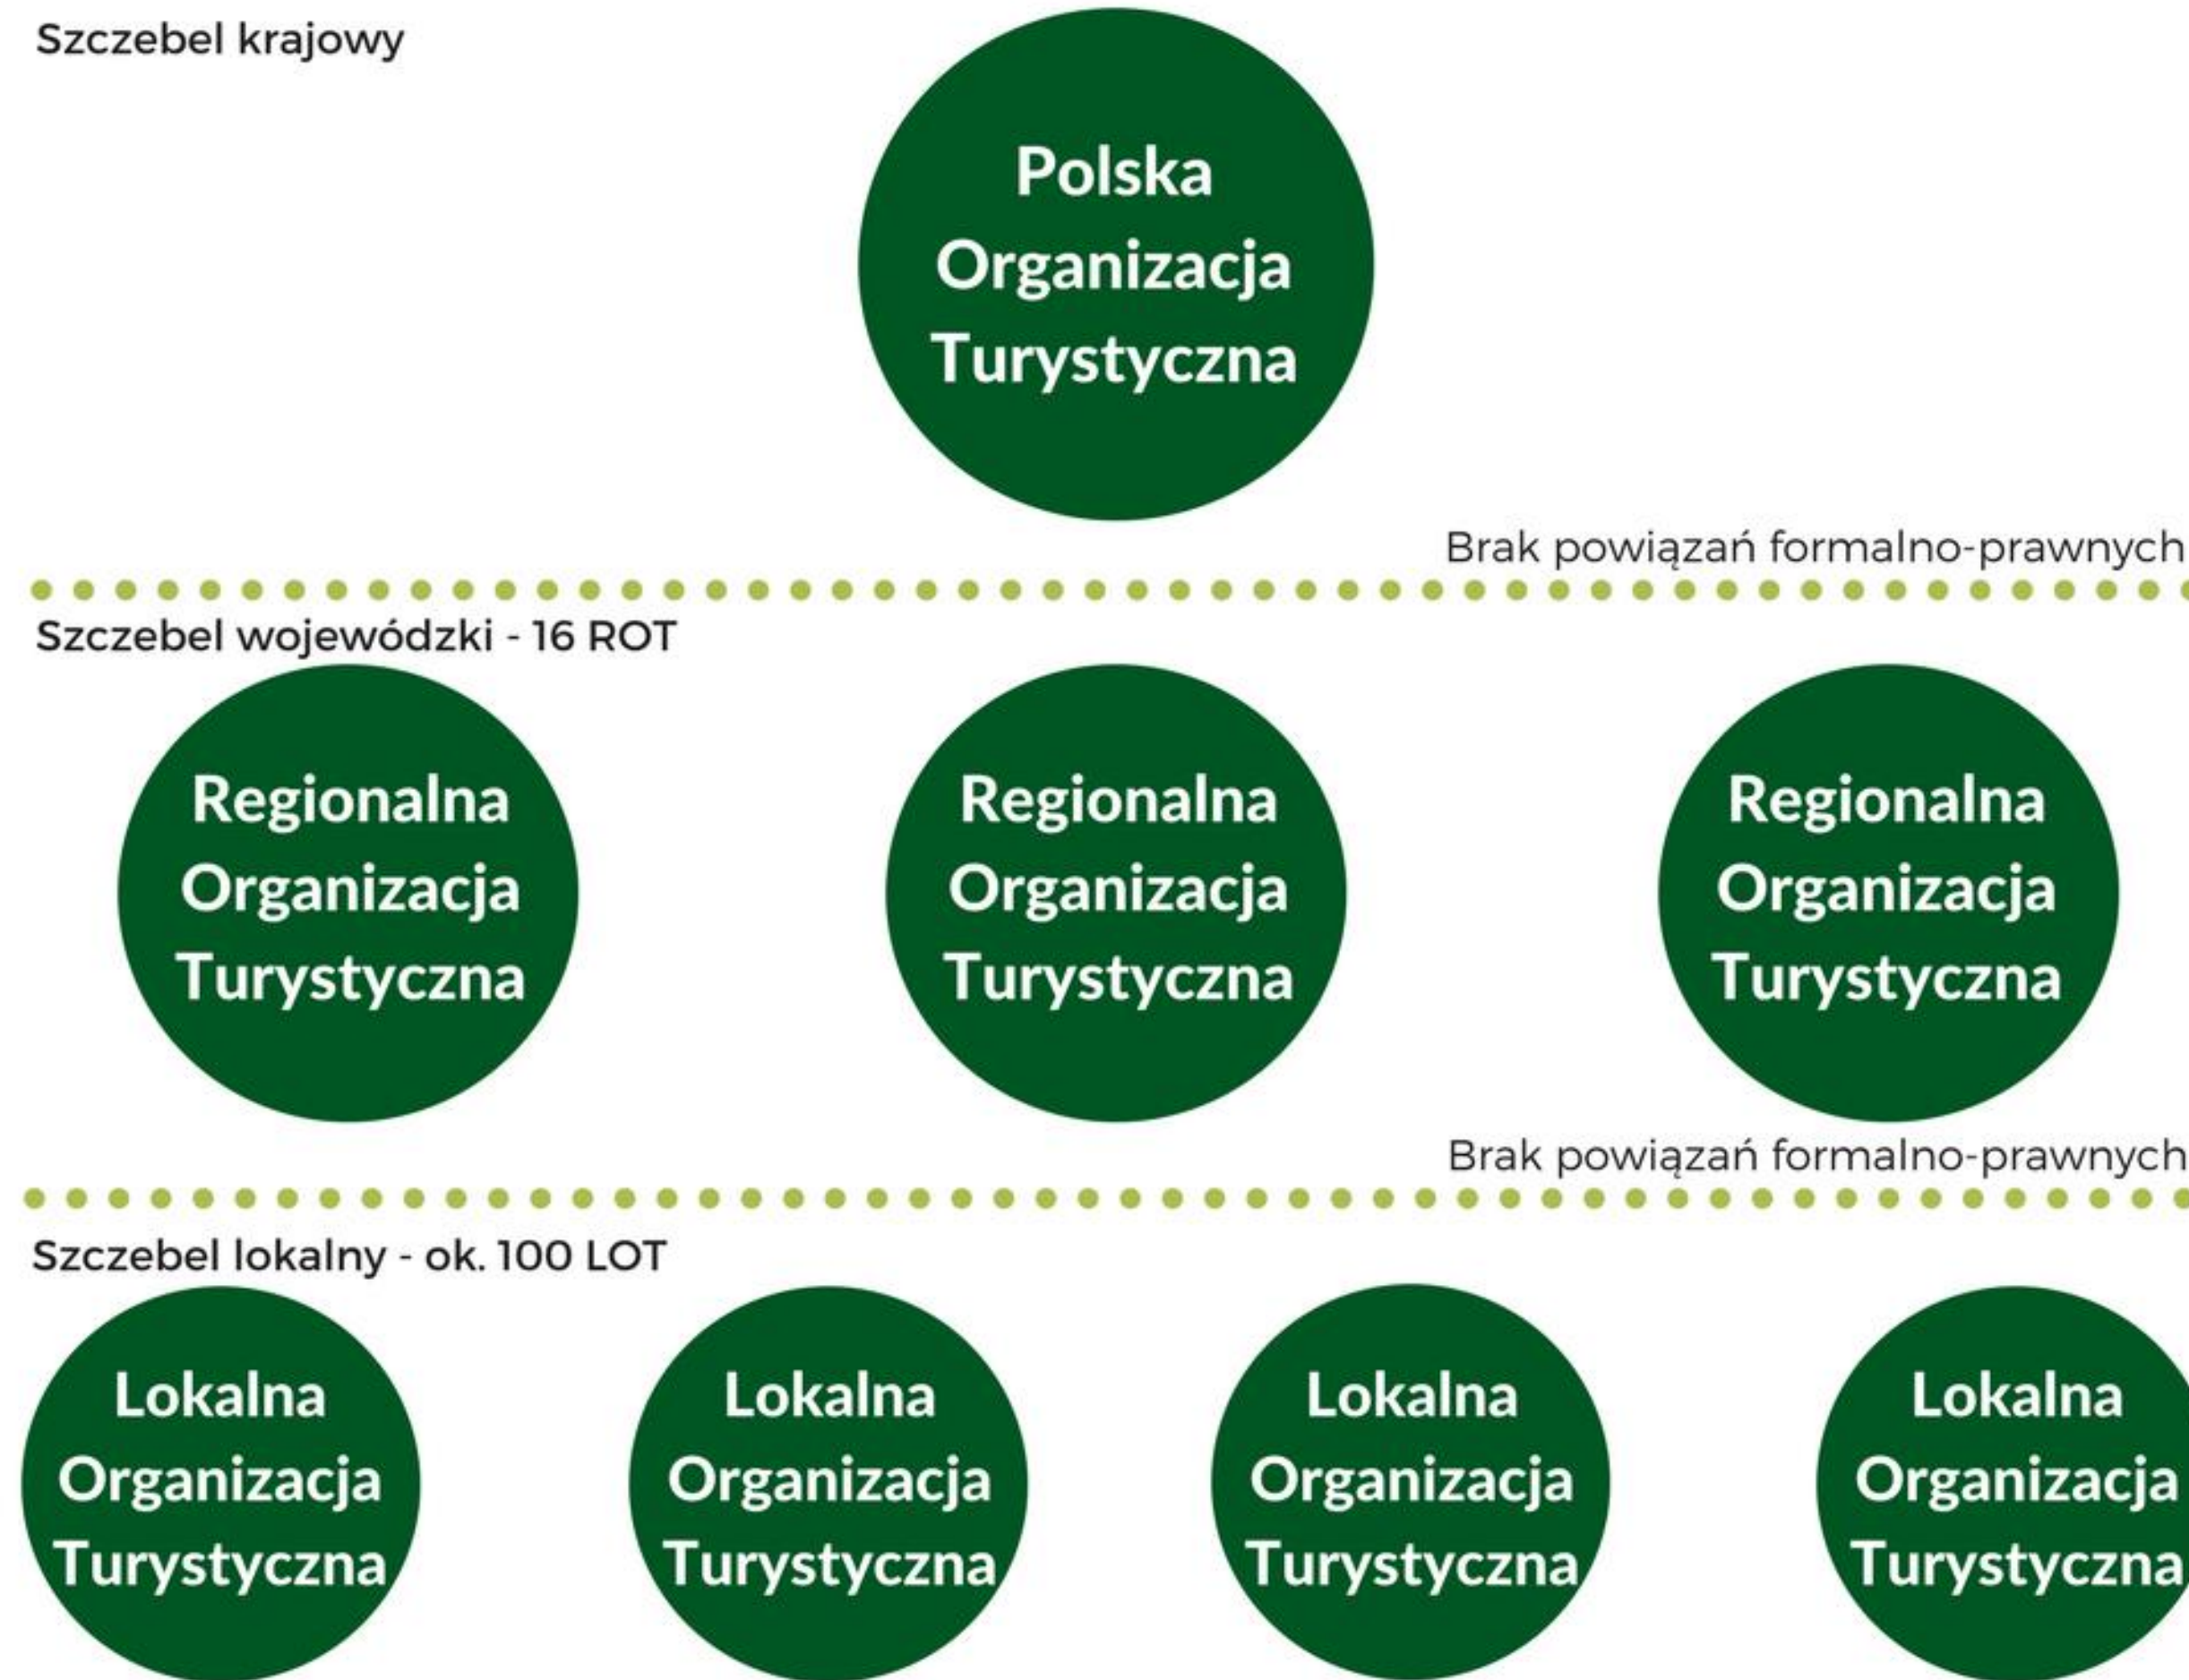 Szczebel krajowy
Polska
Organizacja
Turystyczna
Brak powiązań formalno-prawnych
Szczebel wojewódzki - 16 ROT
Regionalna
Organizacja
Turystyczna
Regionalna
Organizacja
Turystyczna
Regionalna
Organizacja
Turystyczna
Brak powiązań formalno-prawnych
Szczebel lokalny - ok. 100 LOT
Lokalna
Organizacja
Turystyczna
Lokalna
Organizacja
Turystyczna
Lokalna
Organizacja
Turystyczna
Lokalna
Organizacja
Turystyczna